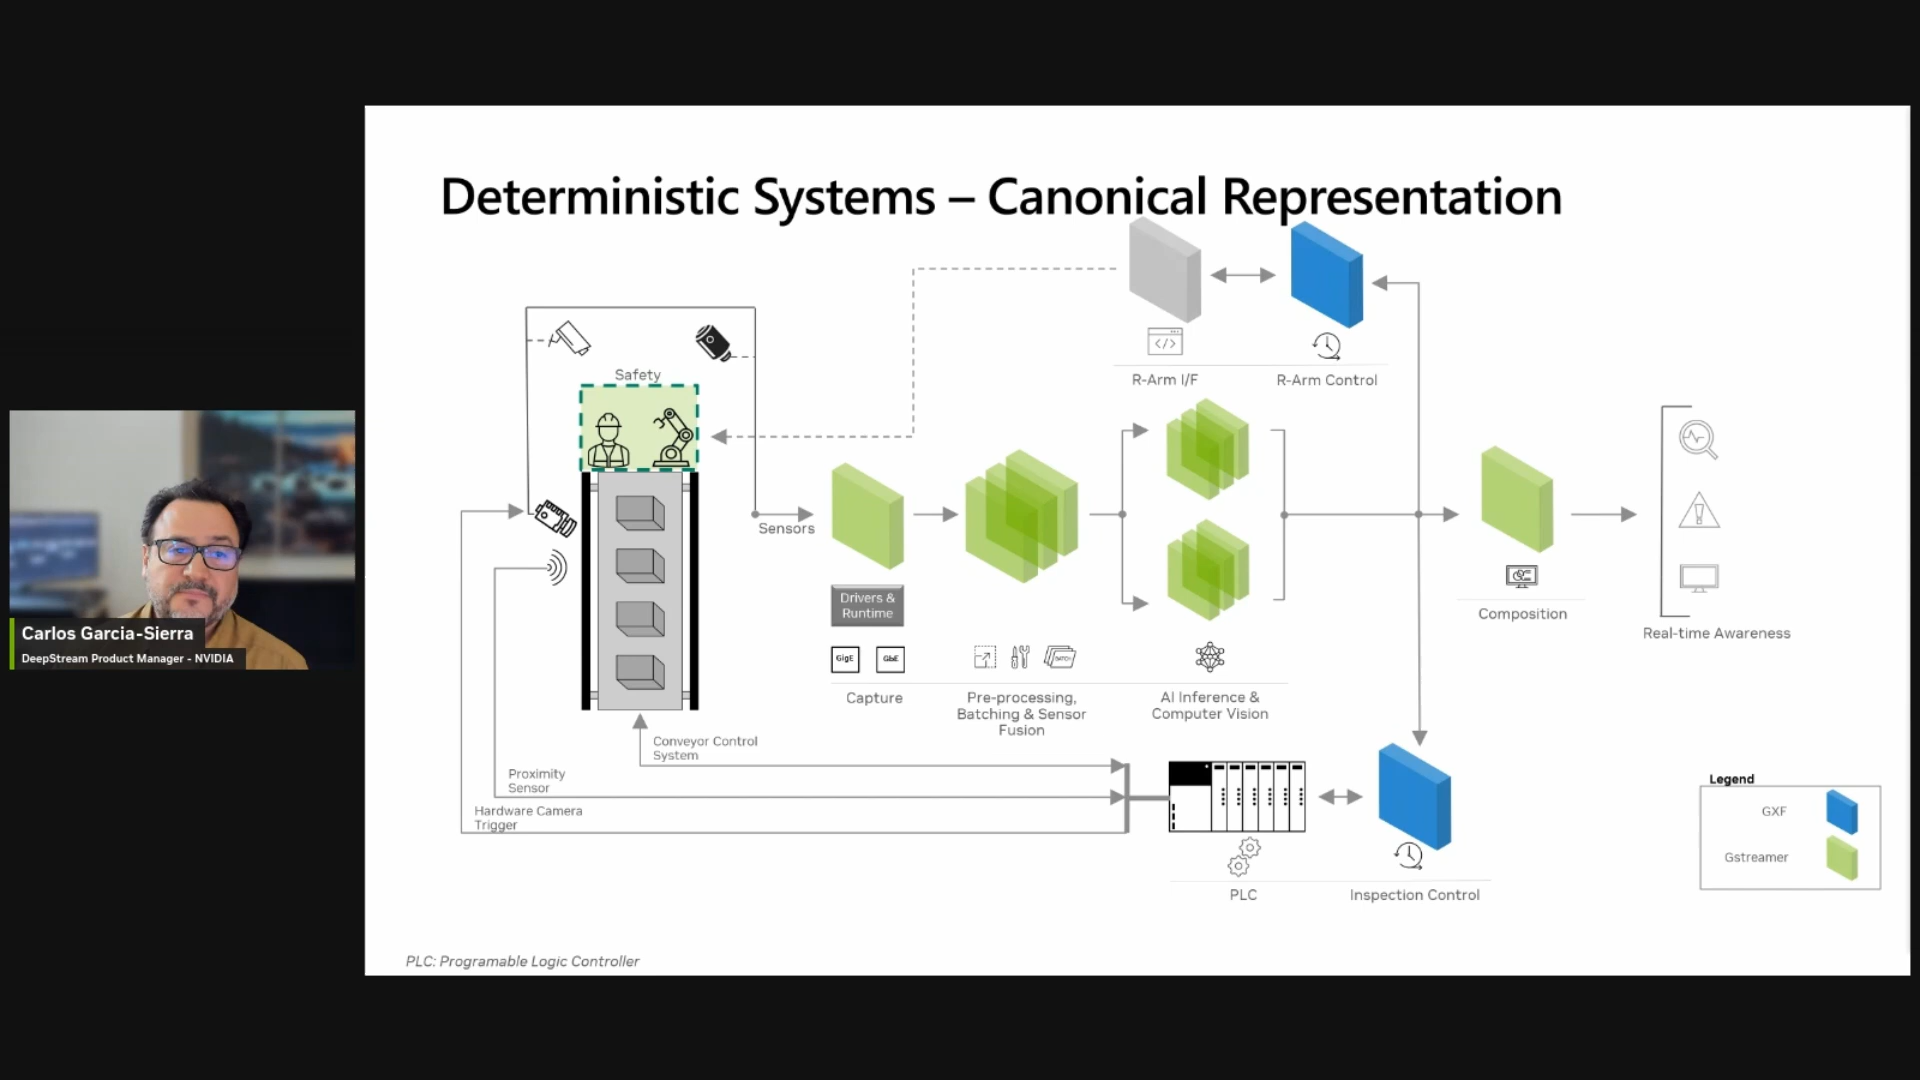 Deterministic Systems – Canonical Representation
R-Arm I/F
R-Arm Control
Safety
Sensors
Drivers &
Runtime
GigE
GbE
BATCH
Capture
Pre-processing,
Batching & Sensor
Fusion
AI Inference &
Computer Vision
Composition
Real-time Awareness
Carlos Garcia-Sierra
DeepStream Product Manager - NVIDIA
Conveyor Control
System
Proximity
Sensor
Hardware Camera
Trigger
PLC
Inspection Control
Legend
GXF
Gstreamer
PLC: Programable Logic Controller